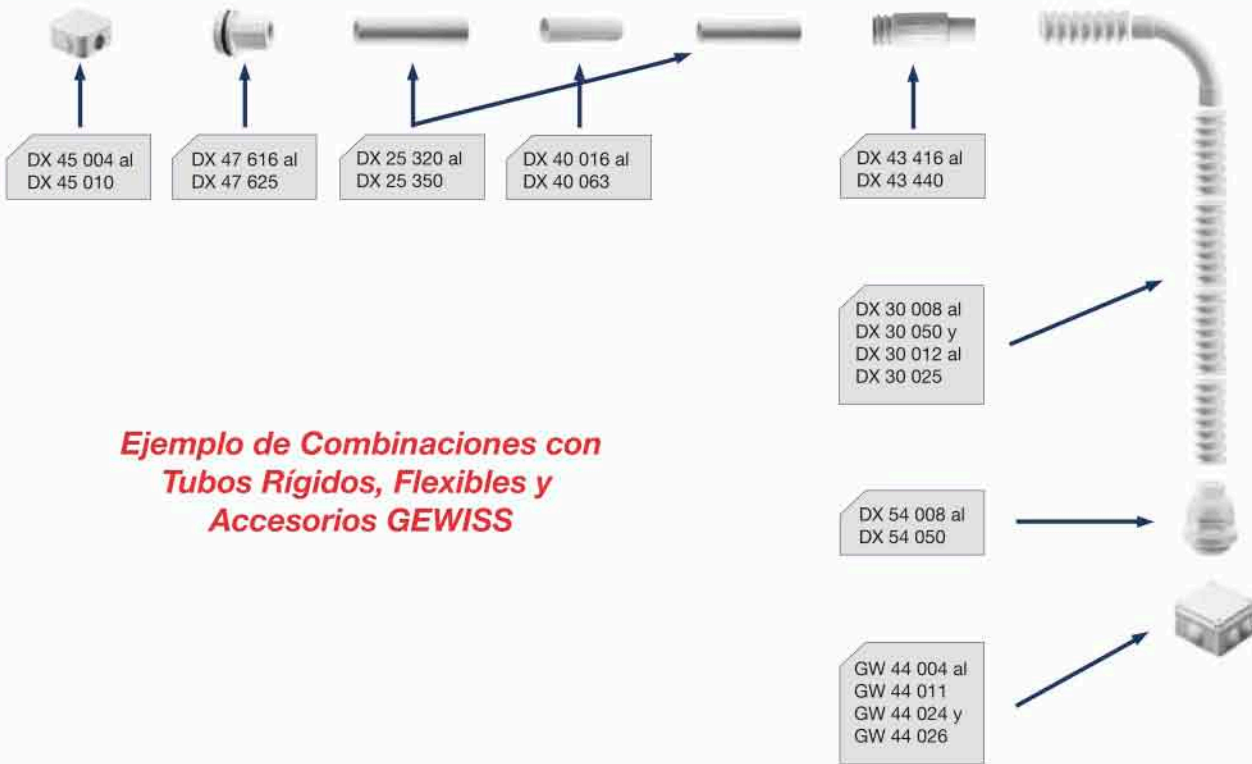 DX 45 004 al
DX 45 010
DX 47 616 al
DX 47 625
DX 25 320 al
DX 25 350
DX 40 016 al
DX 40 063
DX 43 416 al
DX 43 440
DX 30 008 al
DX 30 050 y
DX 30 012 al
DX 30 025
Ejemplo de Combinaciones con
Tubos Rígidos, Flexibles y
Accesorios GEWISS
DX 54 008 al
DX 54 050
GW 44 004 al
GW 44 011
GW 44 024 y
GW 44 026